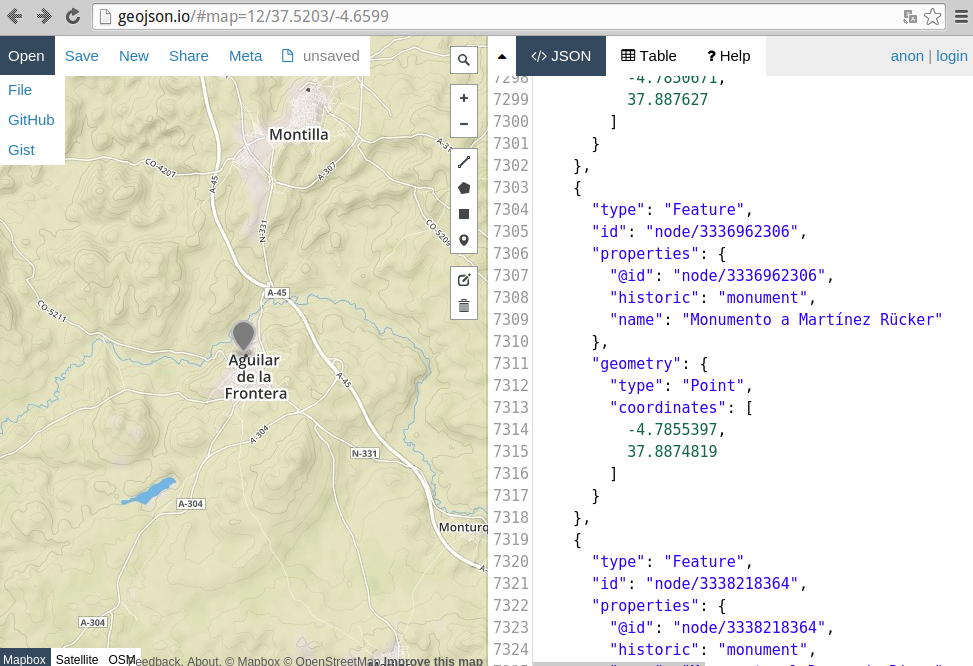 geojson.io/#map=12/37.5203/-4.6599
Open Save New Share Meta unsaved
File
GitHub
Gist
</> JSON Table ? Help anon | login
Montilla
A-45
CO-4207
A-307
N-331
CO-5209
A-45
CO-5211
Aguilar
de la
Frontera
A-45
A-304
N-331
A-304
A-304
Mapbox Satellite OSM
About. © Mapbox © OpenStreetMap Improve this map
7298 -4.7850671,
7299 37.887627
7300 ]
7301 }
7302 },
7303 {
7304 "type": "Feature",
7305 "id": "node/3336962306",
7306 "properties": {
7307 "@id": "node/3336962306",
7308 "historic": "monument",
7309 "name": "Monumento a Martínez Rücker"
7310 },
7311 "geometry": {
7312 "type": "Point",
7313 "coordinates": [
7314 -4.7855397,
7315 37.8874819
7316 ]
7317 }
7318 },
7319 {
7320 "type": "Feature",
7321 "id": "node/3338218364",
7322 "properties": {
7323 "@id": "node/3338218364",
7324 "historic": "monument",